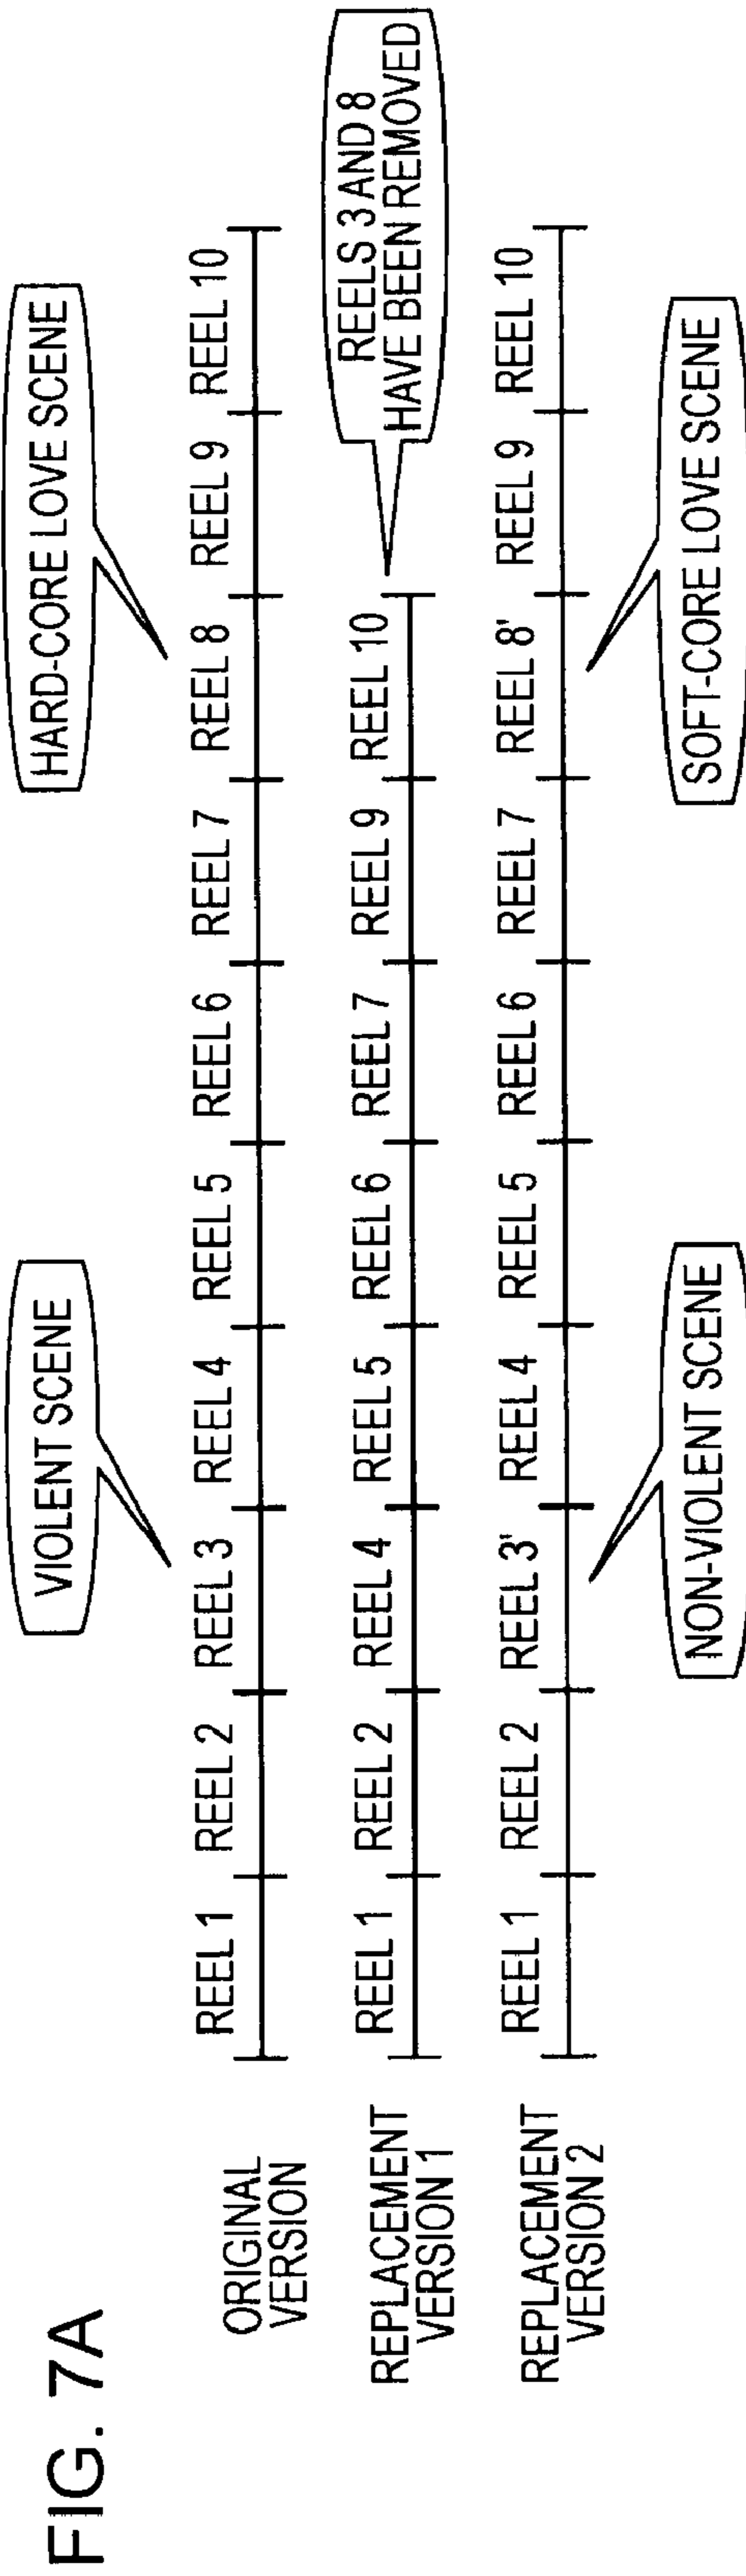 FIG. 7A
VIOLENT SCENE
HARD-CORE LOVE SCENE
ORIGINAL
VERSION
REEL 1 REEL 2 REEL 3 REEL 4 REEL 5 REEL 6 REEL 7 REEL 8 REEL 9 REEL 10
REPLACEMENT
VERSION 1
REEL 1 REEL 2 REEL 4 REEL 5 REEL 6 REEL 7 REEL 9 REEL 10
REELS 3 AND 8
HAVE BEEN REMOVED
REPLACEMENT
VERSION 2
REEL 1 REEL 2 REEL 3' REEL 4 REEL 5 REEL 6 REEL 7 REEL 8' REEL 9 REEL 10
NON-VIOLENT SCENE
SOFT-CORE LOVE SCENE